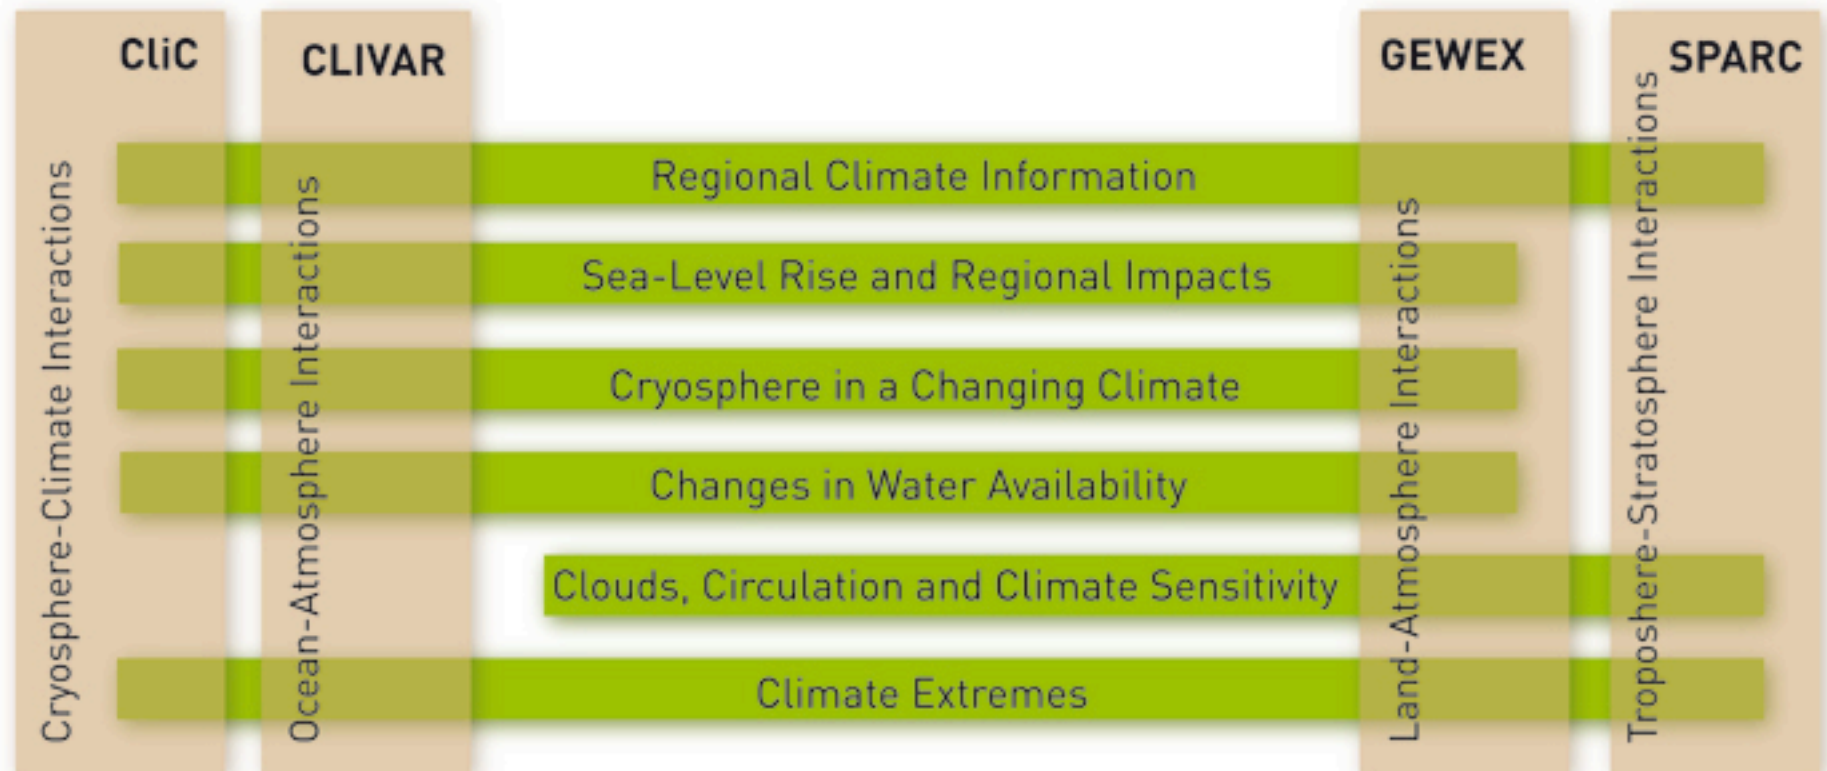 CliC
CLIVAR
GEWEX
SPARC
Cryosphere-Climate Interactions
Ocean-Atmosphere Interactions
Regional Climate Information
Sea-Level Rise and Regional Impacts
Cryosphere in a Changing Climate
Changes in Water Availability
Clouds, Circulation and Climate Sensitivity
Climate Extremes
Land-Atmosphere Interactions
Troposhere-Stratosphere Interactions